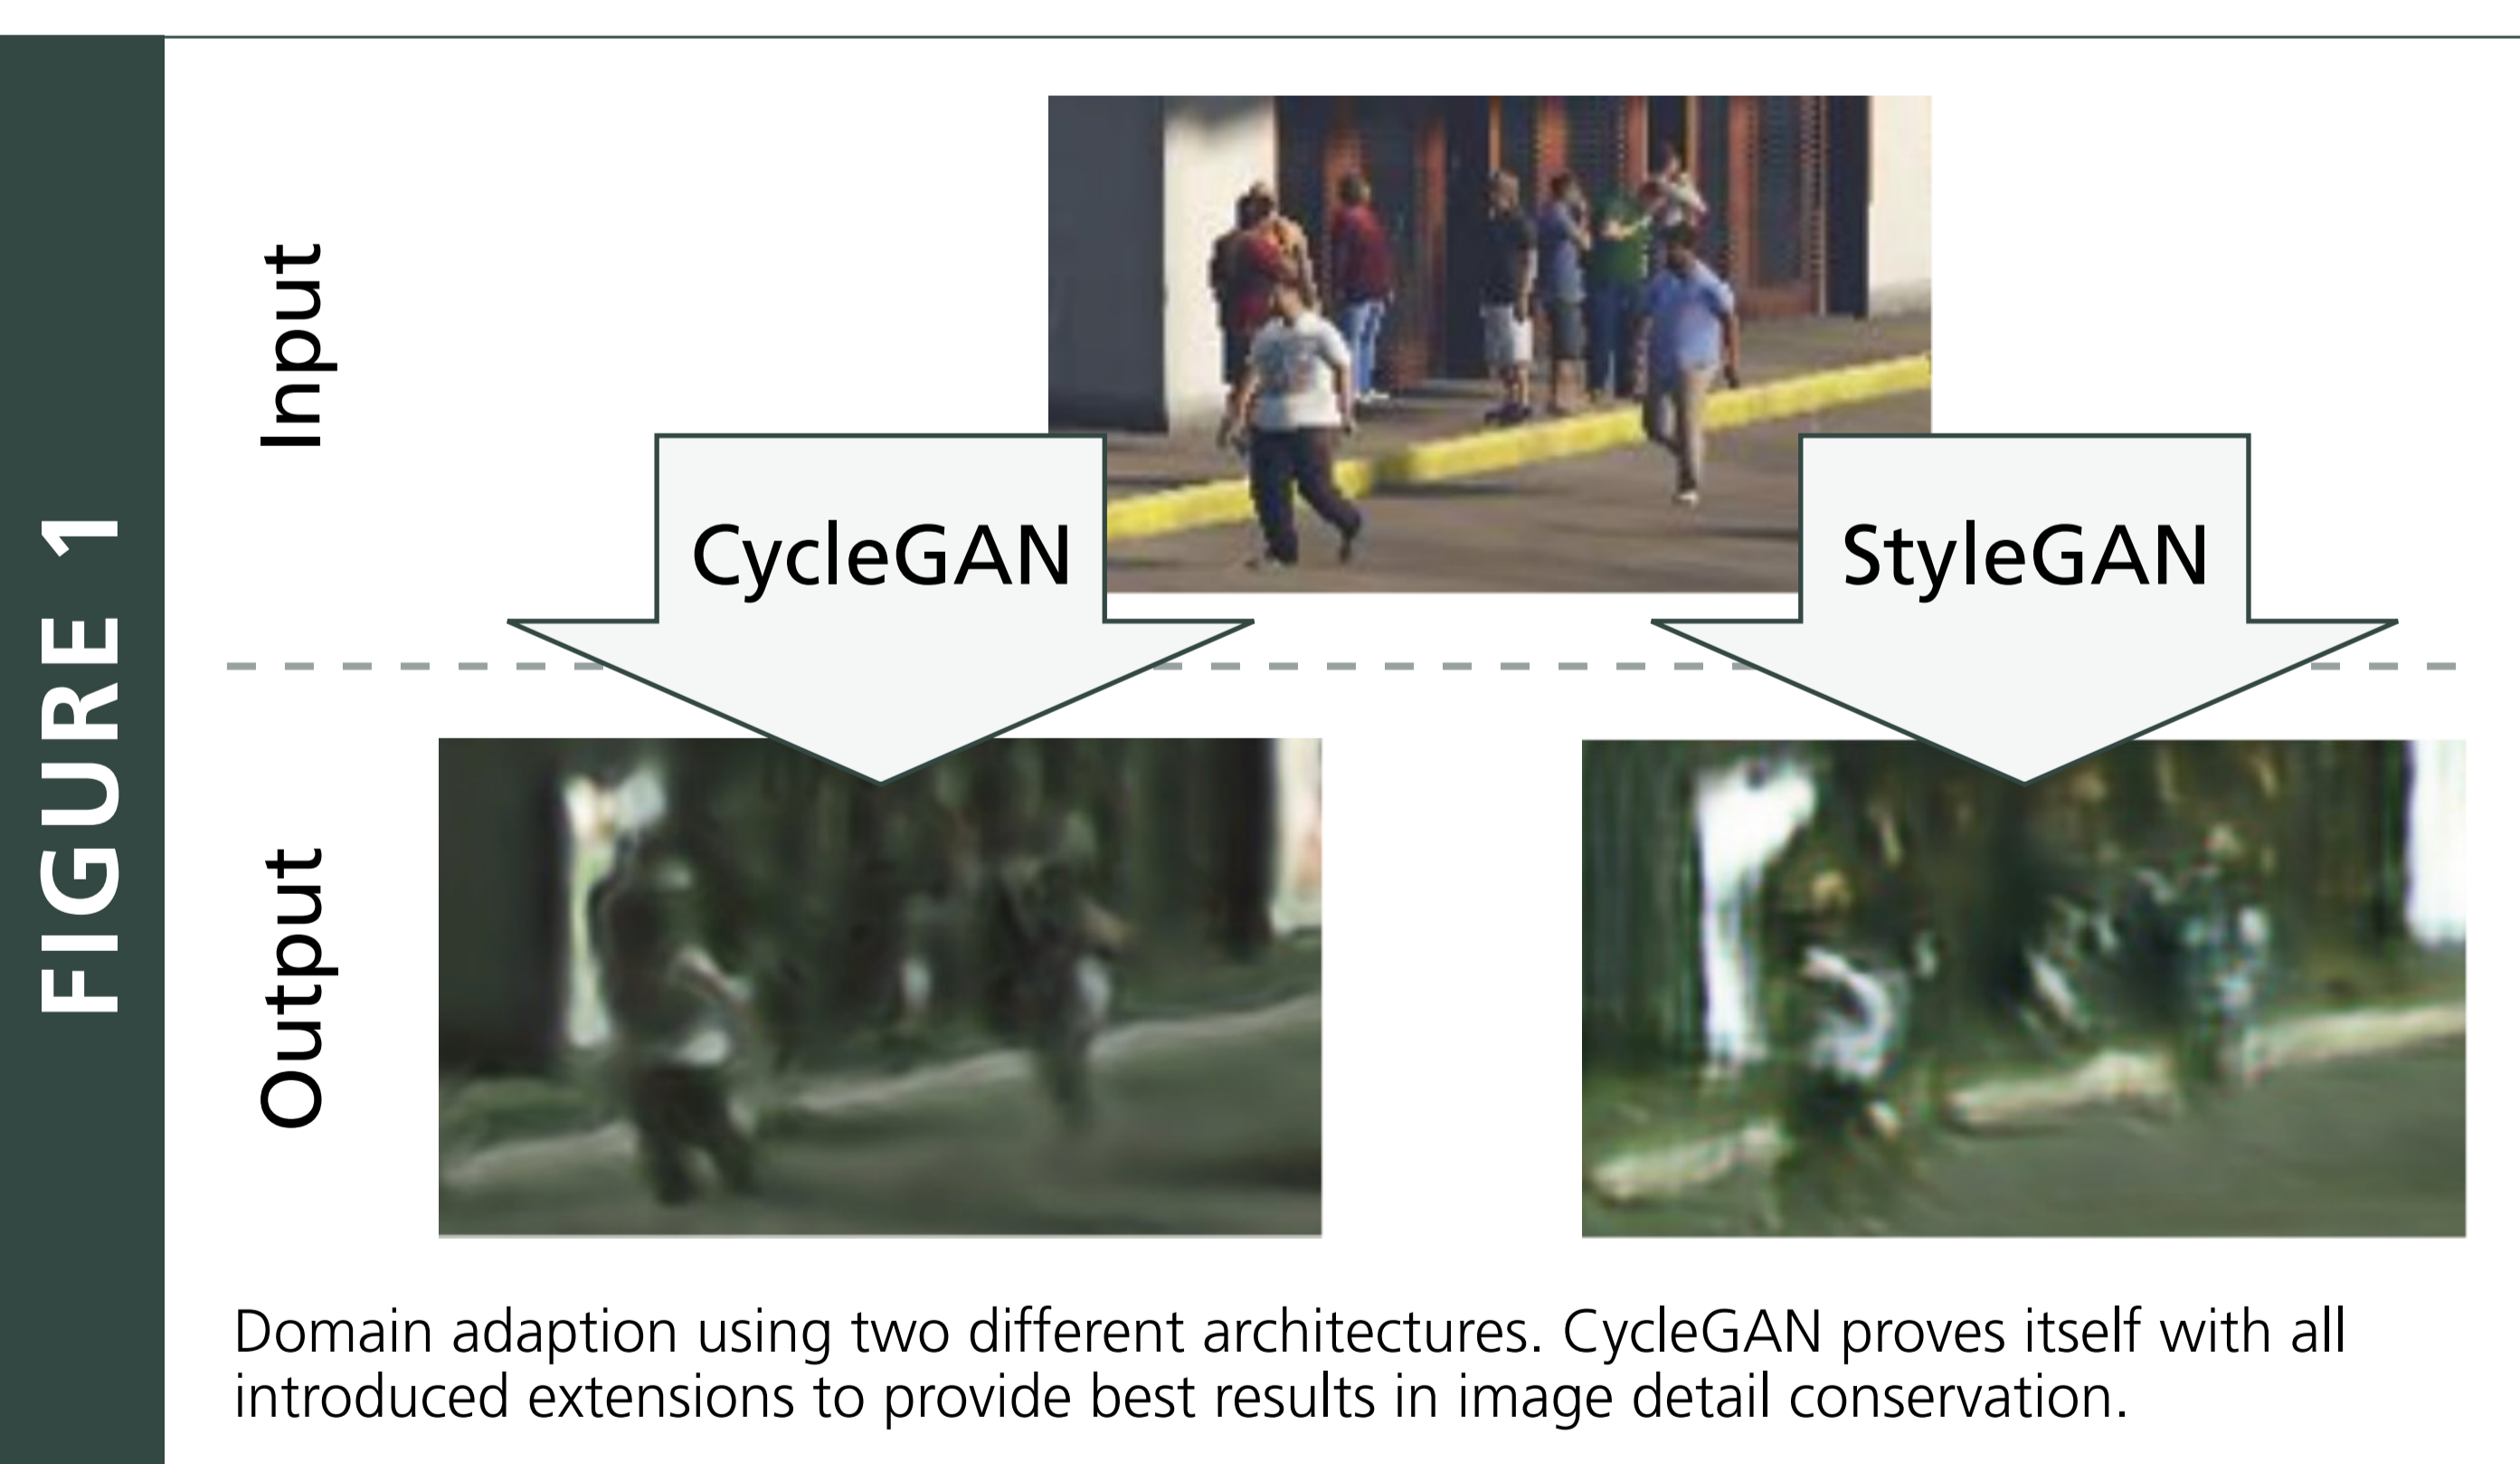 FIGURE 1
Input
CycleGAN
StyleGAN
Output
Domain adaption using two different architectures. CycleGAN proves itself with all
introduced extensions to provide best results in image detail conservation.